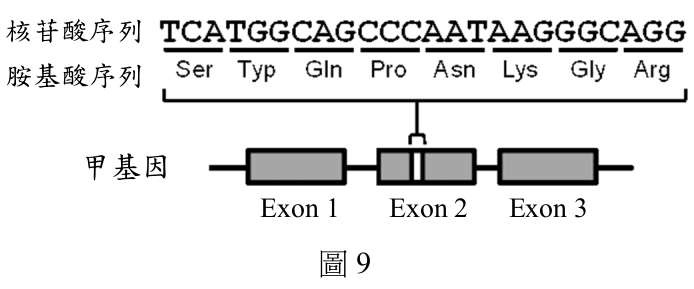 核苷酸序列 TCATGGCAGCCCAATAAGGGCAGG
胺基酸序列 Ser Typ Gln Pro Asn Lys Gly Arg
甲基因
Exon 1 Exon 2 Exon 3
圖 9